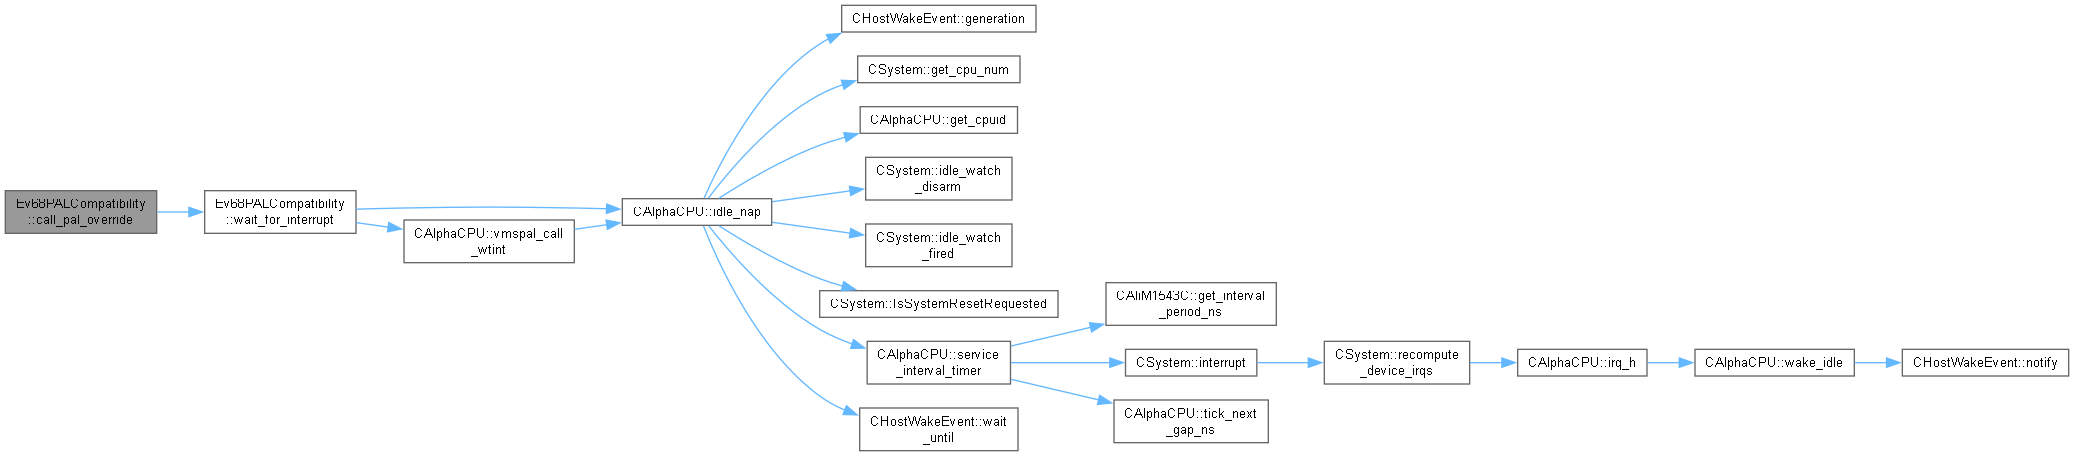 Ev68PALCompatibility
::call_pal_override
Ev68PALCompatibility
::wait_for_interrupt
CAlphaCPU::vmspal_call
_wtint
CAlphaCPU::idle_nap
CHostWakeEvent::generation
CSystem::get_cpu_num
CAlphaCPU::get_cpuid
CSystem::idle_watch
_disarm
CSystem::idle_watch
_fired
CSystem::IsSystemResetRequested
CAlphaCPU::service
_interval_timer
CHostWakeEvent::wait
_until
CAliM1543C::get_interval
_period_ns
CSystem::interrupt
CAlphaCPU::tick_next
_gap_ns
CSystem::recompute
_device_irqs
CAlphaCPU::irq_h
CAlphaCPU::wake_idle
CHostWakeEvent::notify